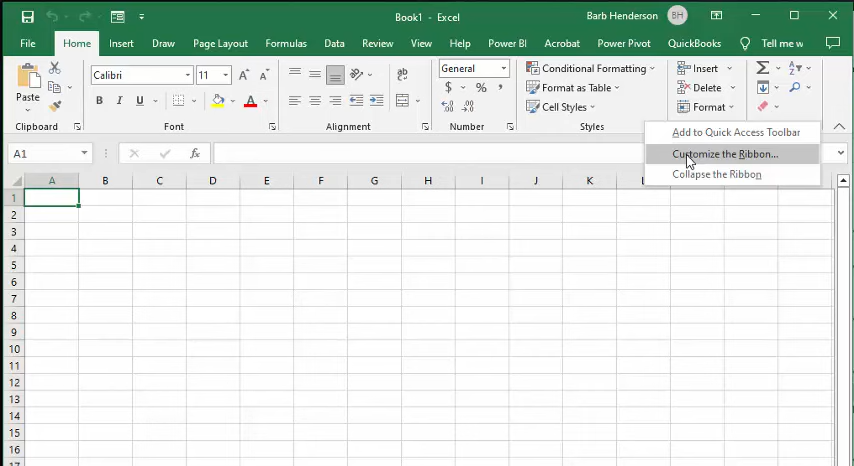 Book1 - Excel
Barb Henderson
BH
File
Home
Insert
Draw
Page Layout
Formulas
Data
Review
View
Help
Power BI
Acrobat
Power Pivot
QuickBooks
Tell me w
Paste
Calibri
11
A^
A˅
B
I
U
A
ab
General
$
%
Conditional Formatting
Format as Table
Cell Styles
Insert
Delete
Format
Σ
Clipboard
Font
Alignment
Number
Styles
Add to Quick Access Toolbar
Customize the Ribbon...
Collapse the Ribbon
A1
fx
A B C D E F G H I J K
1
2
3
4
5
6
7
8
9
10
11
12
13
14
15
16
17